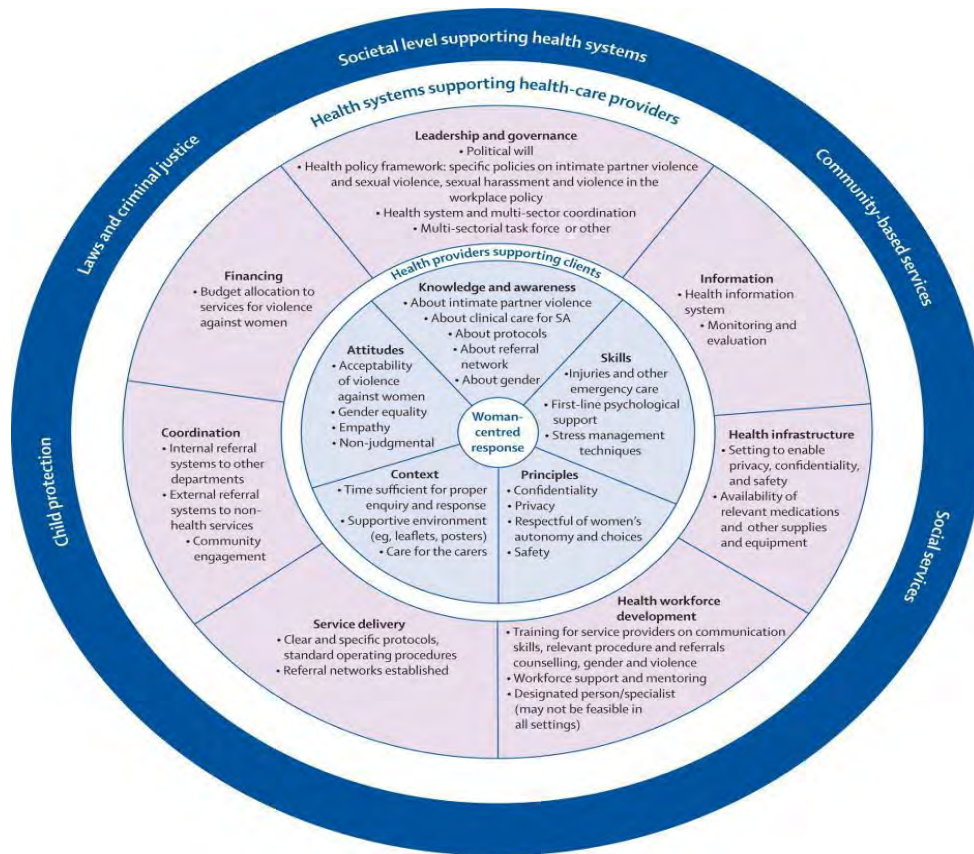 Societal level supporting health systems
Laws and criminal justice
Community-based services
Child protection
Social services
Health systems supporting health-care providers
Leadership and governance
• Political will
• Health policy framework: specific policies on intimate partner violence
and sexual violence, sexual harassment and violence in the
workplace policy
• Health system and multi-sector coordination
• Multi-sectorial task force or other
Financing
• Budget allocation to
services for violence
against women
Information
• Health information
system
• Monitoring and
evaluation
Coordination
• Internal referral
systems to other
departments
• External referral
systems to non-
health services
• Community
engagement
Health infrastructure
• Setting to enable
privacy, confidentiality,
and safety
• Availability of
relevant medications
and other supplies
and equipment
Service delivery
• Clear and specific protocols,
standard operating procedures
• Referral networks established
Health workforce
development
• Training for service providers on communication
skills, relevant procedure and referrals
counselling, gender and violence
• Workforce support and mentoring
• Designated person/specialist
(may not be feasible in
all settings)
Health providers supporting clients
Knowledge and awareness
• About intimate partner violence
• About clinical care for SA
• About protocols
• About referral
network
• About gender
Attitudes
• Acceptability
of violence
against women
• Gender equality
• Empathy
• Non-judgmental
Skills
• Injuries and other
emergency care
• First-line psychological
support
• Stress management
techniques
Woman-
centred
response
Context
• Time sufficient for proper
enquiry and response
• Supportive environment
(eg, leaflets, posters)
• Care for the carers
Principles
• Confidentiality
• Privacy
• Respectful of women's
autonomy and choices
• Safety